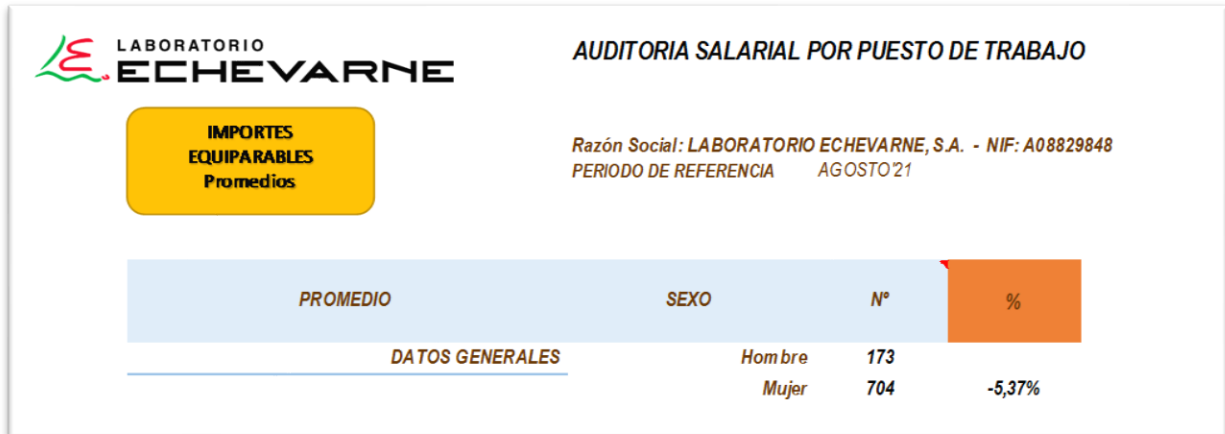 LABORATORIO
ECHEVARNE
AUDITORIA SALARIAL POR PUESTO DE TRABAJO
IMPORTES
EQUIPARABLES
Promedios
Razón Social: LABORATORIO ECHEVARNE, S.A. - NIF: A08829848
PERIODO DE REFERENCIA AGOSTO'21
PROMEDIO SEXO Nº %
DATOS GENERALES Hombre 173
Mujer 704 -5,37%